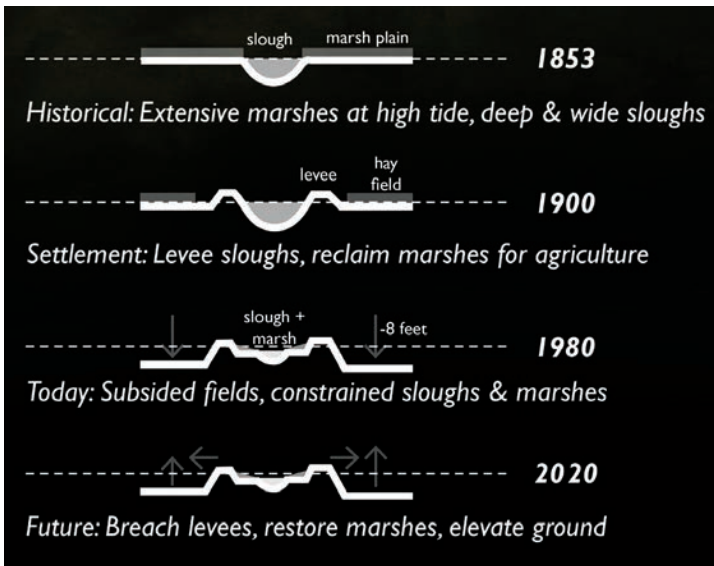 slough
marsh plain
1853
Historical: Extensive marshes at high tide, deep & wide sloughs
levee
hay
field
1900
Settlement: Levee sloughs, reclaim marshes for agriculture
slough +
marsh
-8 feet
1980
Today: Subsided fields, constrained sloughs & marshes
2020
Future: Breach levees, restore marshes, elevate ground